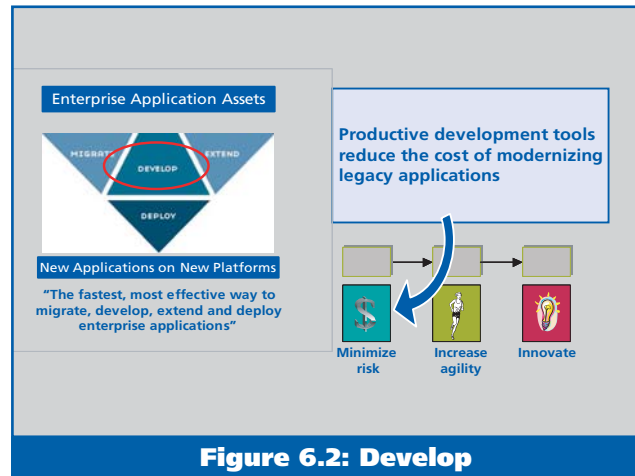 Enterprise Application Assets
MIGRATE
DEVELOP
EXTEND
DEPLOY
New Applications on New Platforms
“The fastest, most effective way to
migrate, develop, extend and deploy
enterprise applications”
Productive development tools
reduce the cost of modernizing
legacy applications
$
Minimize
risk
Increase
agility
Innovate
Figure 6.2: Develop